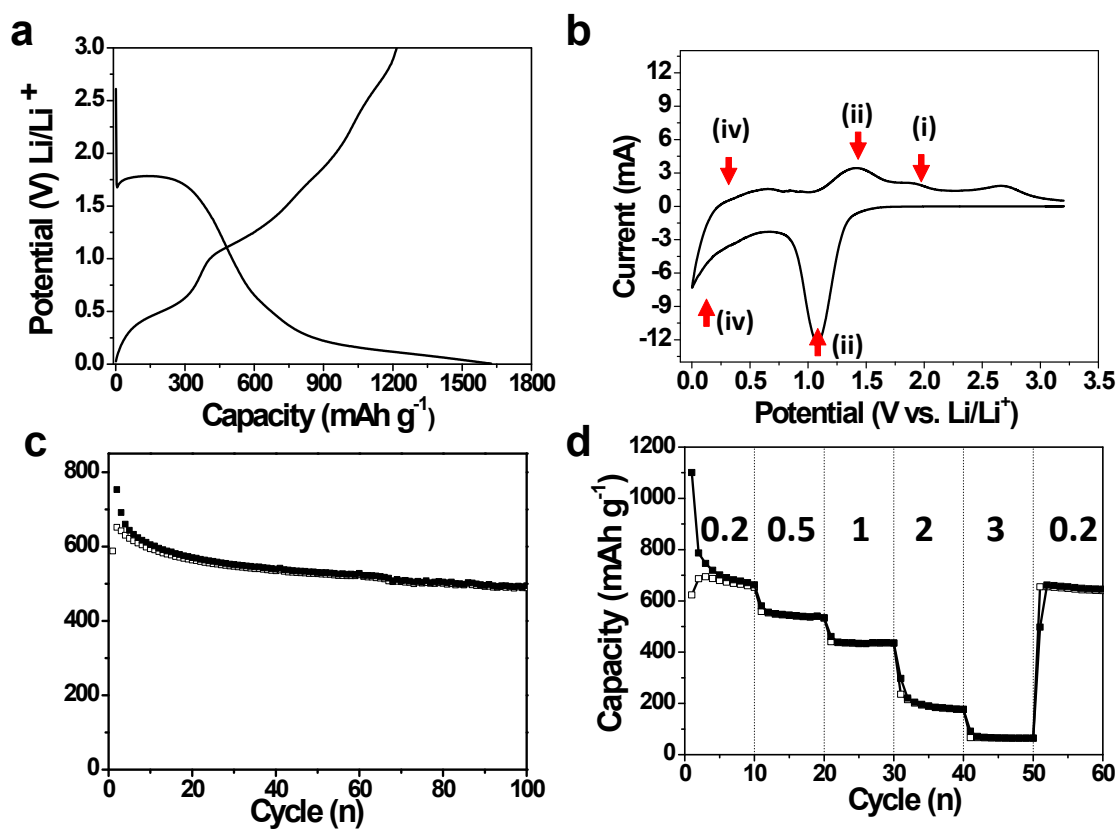 a
Potential (V) Li/Li⁺
3.0
2.5
2.0
1.5
1.0
0.5
0.0
0 300 600 900 1200 1500 1800
Capacity (mAh g⁻¹)
b
Current (mA)
12
9
6
3
0
-3
-6
-9
-12
(iv)
(ii)
(i)
(iv)
(ii)
0.0 0.5 1.0 1.5 2.0 2.5 3.0 3.5
Potential (V vs. Li/Li⁺)
c
800
600
400
200
0
0 20 40 60 80 100
Cycle (n)
d
Capacity (mAh g⁻¹)
1200
1000
800
600
400
200
0
0.2 0.5 1 2 3 0.2
0 10 20 30 40 50 60
Cycle (n)